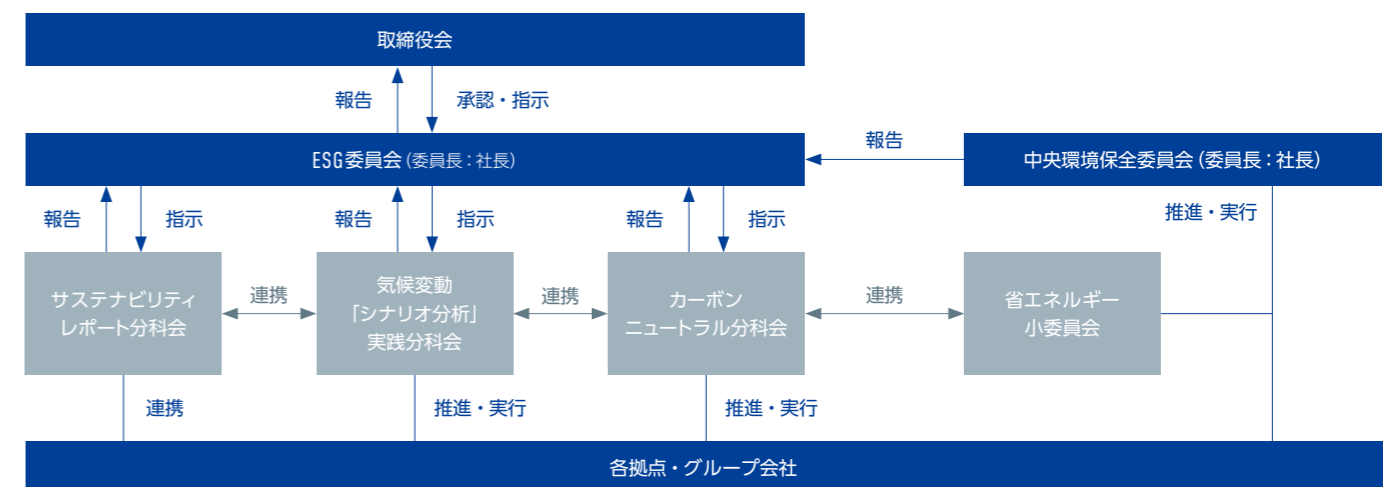 取締役会
報告
承認・指示
ESG委員会（委員長：社長）
報告
中央環境保全委員会（委員長：社長）
報告
指示
報告
指示
報告
指示
推進・実行
サステナビリティ
レポート分科会
連携
気候変動
「シナリオ分析」
実践分科会
連携
カーボン
ニュートラル分科会
連携
省エネルギー
小委員会
連携
推進・実行
推進・実行
各拠点・グループ会社